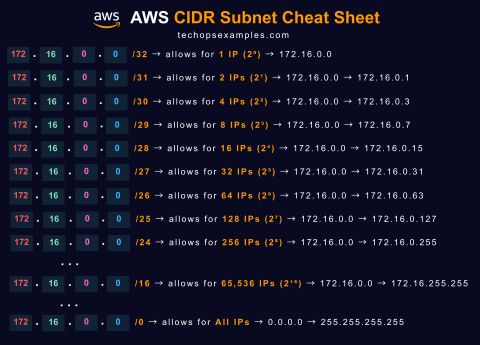 aws AWS CIDR Subnet Cheat Sheet
techopsexamples.com
172 . 16 . 0 . 0 /32 → allows for 1 IP (2⁰) → 172.16.0.0
172 . 16 . 0 . 0 /31 → allows for 2 IPs (2¹) → 172.16.0.0 → 172.16.0.1
172 . 16 . 0 . 0 /30 → allows for 4 IPs (2²) → 172.16.0.0 → 172.16.0.3
172 . 16 . 0 . 0 /29 → allows for 8 IPs (2³) → 172.16.0.0 → 172.16.0.7
172 . 16 . 0 . 0 /28 → allows for 16 IPs (2⁴) → 172.16.0.0 → 172.16.0.15
172 . 16 . 0 . 0 /27 → allows for 32 IPs (2⁵) → 172.16.0.0 → 172.16.0.31
172 . 16 . 0 . 0 /26 → allows for 64 IPs (2⁶) → 172.16.0.0 → 172.16.0.63
172 . 16 . 0 . 0 /25 → allows for 128 IPs (2⁷) → 172.16.0.0 → 172.16.0.127
172 . 16 . 0 . 0 /24 → allows for 256 IPs (2⁸) → 172.16.0.0 → 172.16.0.255
...
172 . 16 . 0 . 0 /16 → allows for 65,536 IPs (2¹⁶) → 172.16.0.0 → 172.16.255.255
...
172 . 16 . 0 . 0 /0 → allows for All IPs → 0.0.0.0 → 255.255.255.255